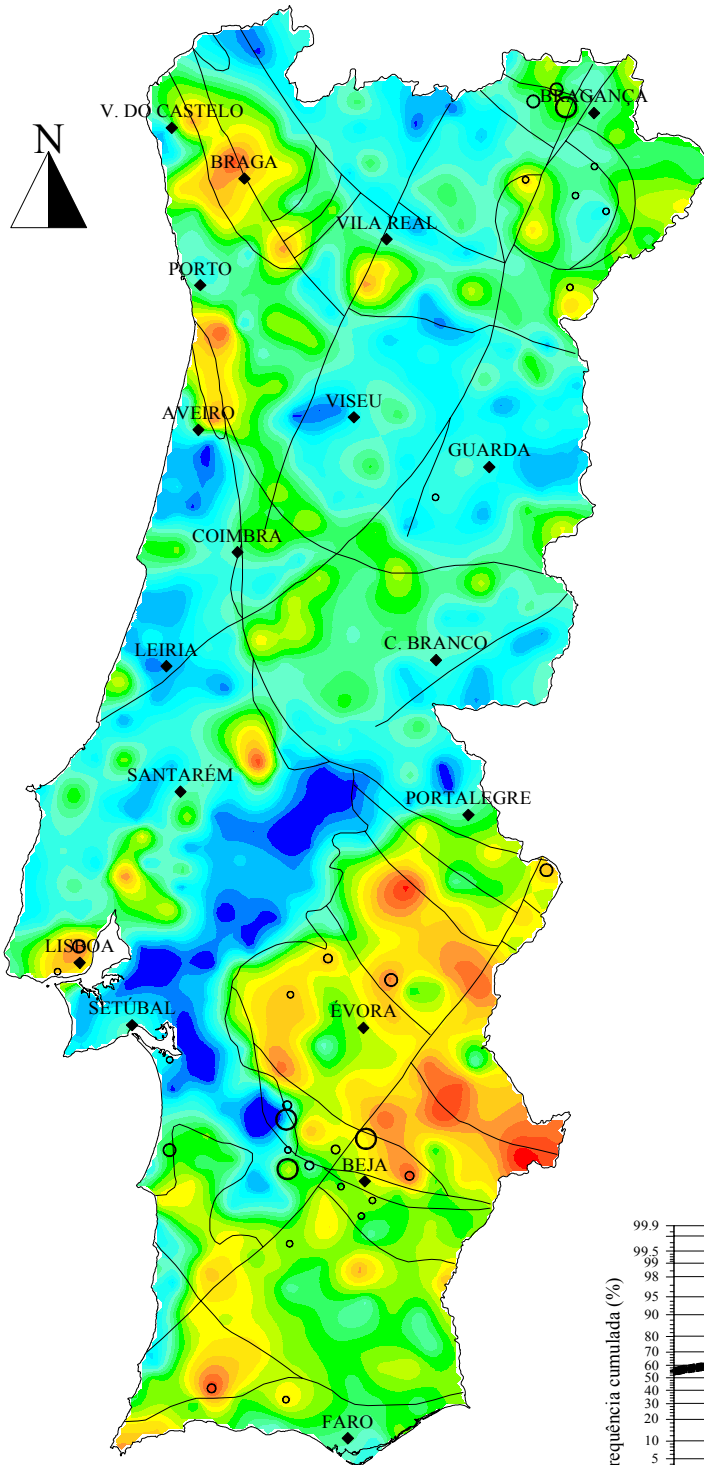 V. DO CASTELO
BRAGANÇA
N
BRAGA
VILA REAL
PORTO
VISEU
AVEIRO
GUARDA
COIMBRA
C. BRANCO
LEIRIA
SANTARÉM
PORTALEGRE
LISBOA
SETÚBAL
ÉVORA
BEJA
FARO
requência cumulada (%)
99.9
99.5
99
98
95
90
80
70
60
50
40
30
20
10
5